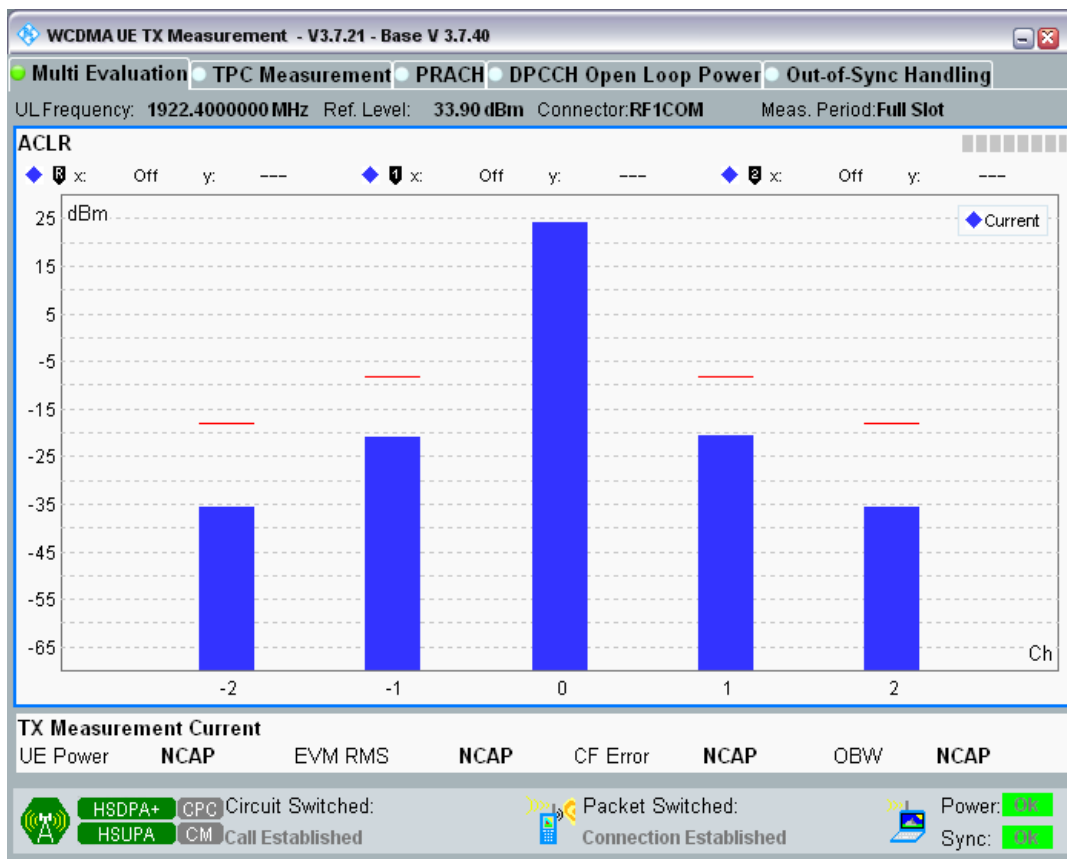 WCDMA UE TX Measurement - V3.7.21 - Base V 3.7.40
Multi Evaluation TPC Measurement PRACH DPCCH Open Loop Power Out-of-Sync Handling
UL Frequency: 1922.4000000 MHz Ref. Level: 33.90 dBm Connector:RF1COM Meas. Period:Full Slot
ACLR
R x: Off y: --- 1 x: Off y: --- 2 x: Off y: ---
dBm
Current
25
15
5
-5
-15
-25
-35
-45
-55
-65
Ch
-2 -1 0 1 2
TX Measurement Current
UE Power NCAP EVM RMS NCAP CF Error NCAP OBW NCAP
HSDPA+ CPC Circuit Switched: Packet Switched: Power: OK
HSUPA CM Call Established Connection Established Sync: OK